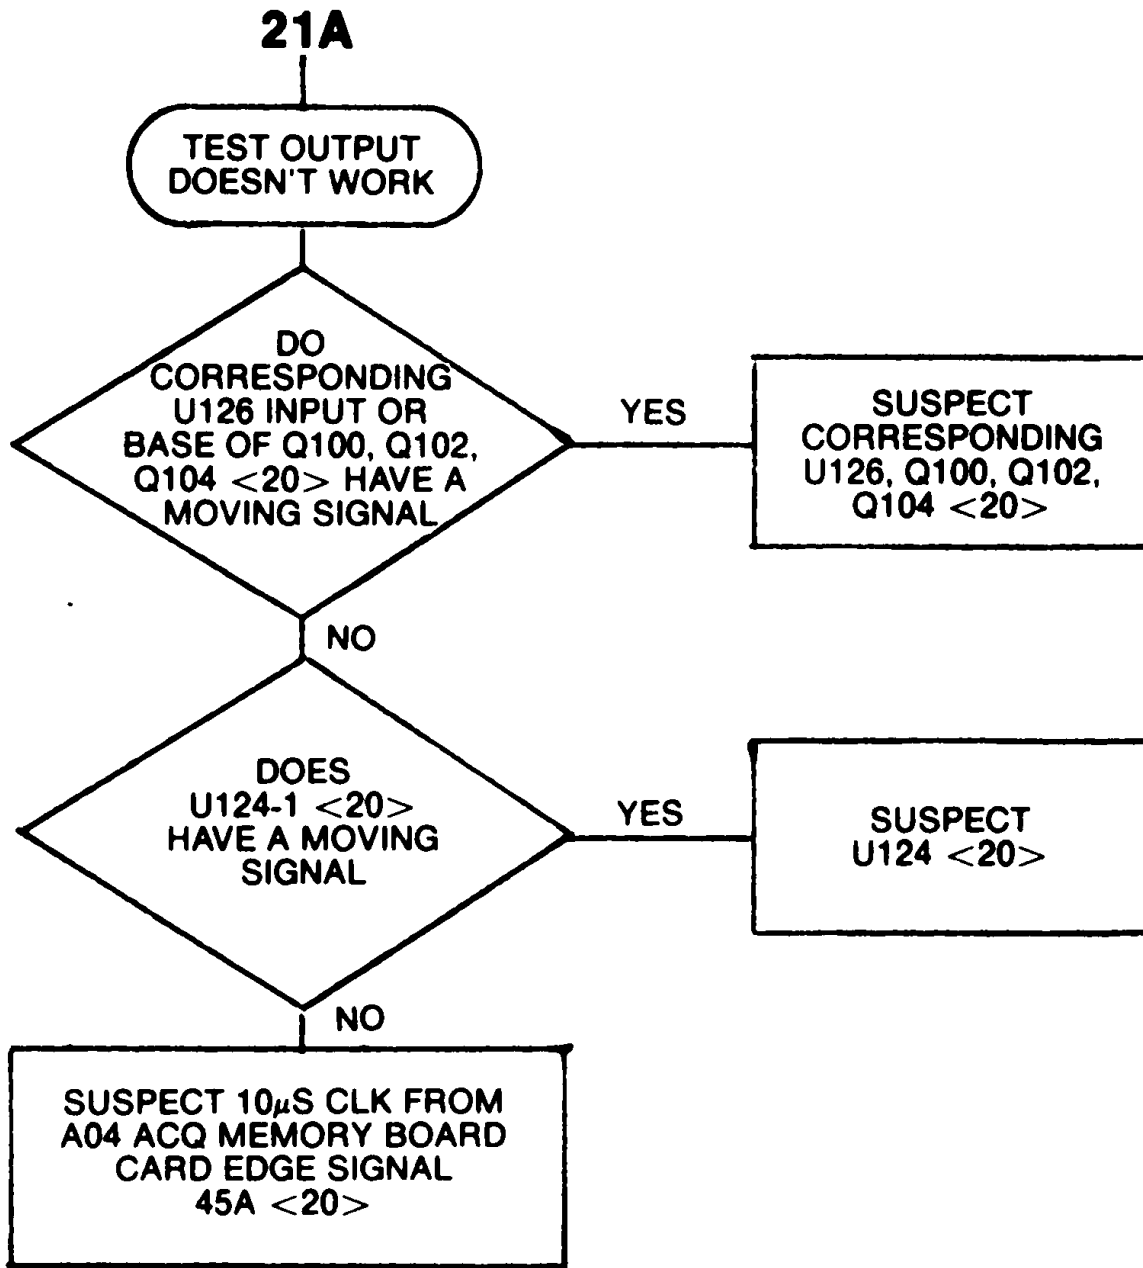 21A
TEST OUTPUT
DOESN'T WORK
DO
CORRESPONDING
U126 INPUT OR
BASE OF Q100, Q102,
Q104 <20> HAVE A
MOVING SIGNAL
YES
SUSPECT
CORRESPONDING
U126, Q100, Q102,
Q104 <20>
NO
DOES
U124-1 <20>
HAVE A MOVING
SIGNAL
YES
SUSPECT
U124 <20>
NO
SUSPECT 10µS CLK FROM
A04 ACQ MEMORY BOARD
CARD EDGE SIGNAL
45A <20>